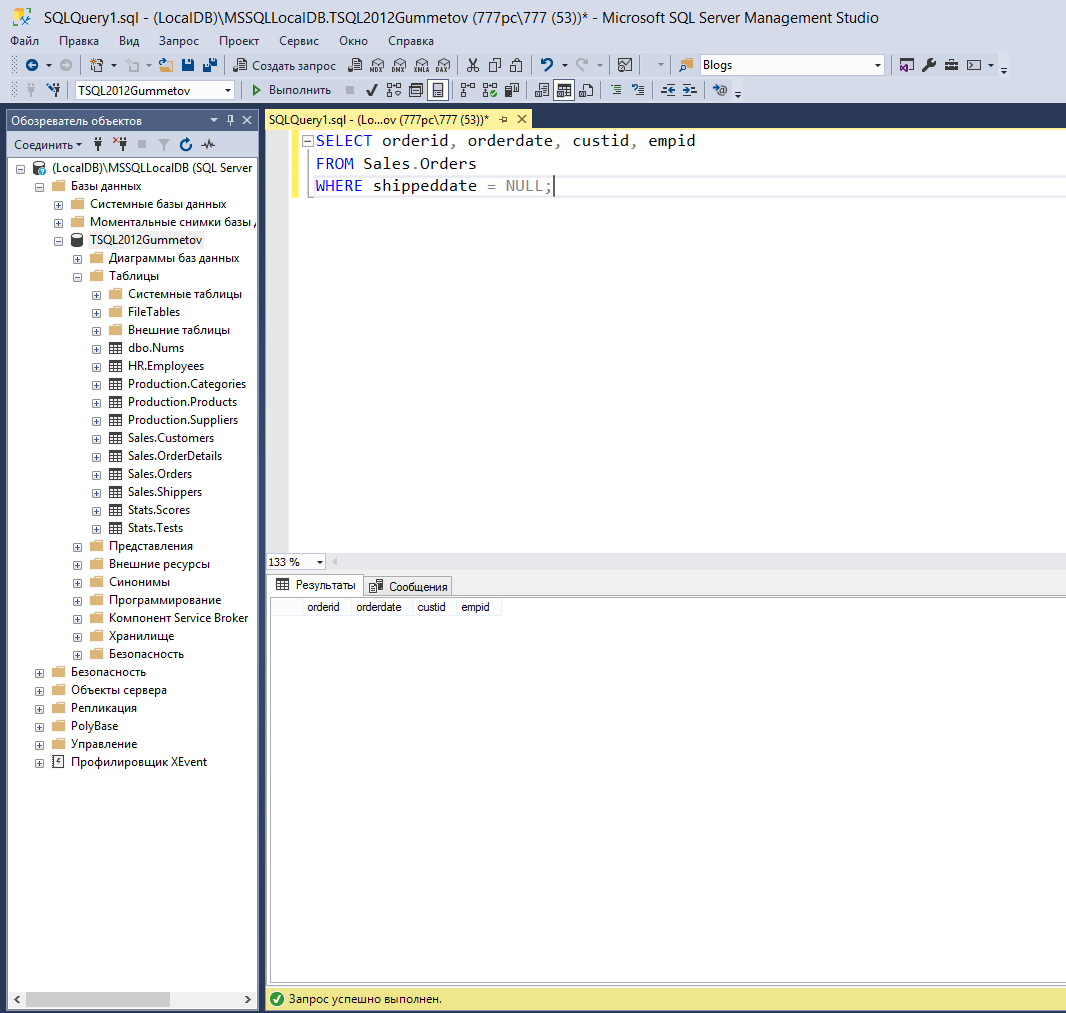 SQLQuery1.sql - (LocalDB)\MSSQLLocalDB.TSQL2012Gummetov (777pc\777 (53))* - Microsoft SQL Server Management Studio
Файл Правка Вид Запрос Проект Сервис Окно Справка
Создать запрос MDX DMX XMLA DAX Blogs
TSQL2012Gummetov Выполнить
Обозреватель объектов
Соединить
(LocalDB)\MSSQLLocalDB (SQL Server
Базы данных
Системные базы данных
Моментальные снимки базы
TSQL2012Gummetov
Диаграммы баз данных
Таблицы
Системные таблицы
FileTables
Внешние таблицы
dbo.Nums
HR.Employees
Production.Categories
Production.Products
Production.Suppliers
Sales.Customers
Sales.OrderDetails
Sales.Orders
Sales.Shippers
Stats.Scores
Stats.Tests
Представления
Внешние ресурсы
Синонимы
Программирование
Компонент Service Broker
Хранилище
Безопасность
Безопасность
Объекты сервера
Репликация
PolyBase
Управление
Профилировщик XEvent
SQLQuery1.sql - (Lo...ov (777pc\777 (53))*
SELECT orderid, orderdate, custid, empid
FROM Sales.Orders
WHERE shippeddate = NULL;
133 %
Результаты Сообщения
orderid orderdate custid empid
Запрос успешно выполнен.